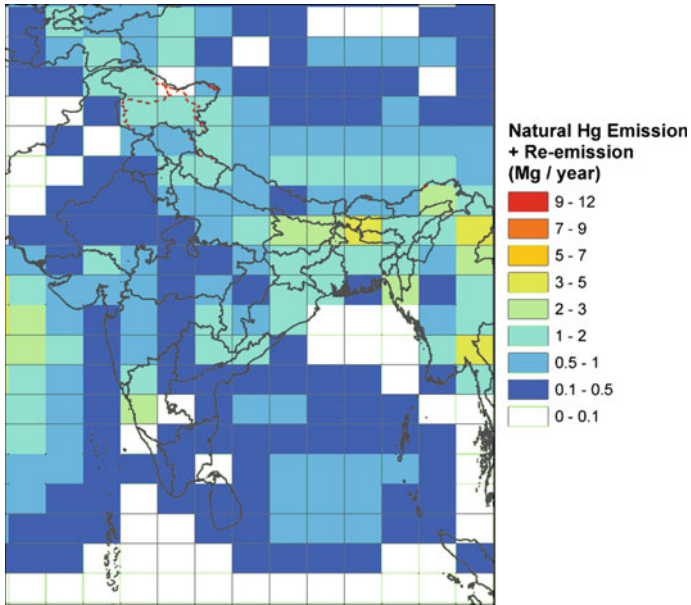 Natural Hg Emission
+ Re-emission
(Mg / year)
9 - 12
7 - 9
5 - 7
3 - 5
2 - 3
1 - 2
0.5 - 1
0.1 - 0.5
0 - 0.1